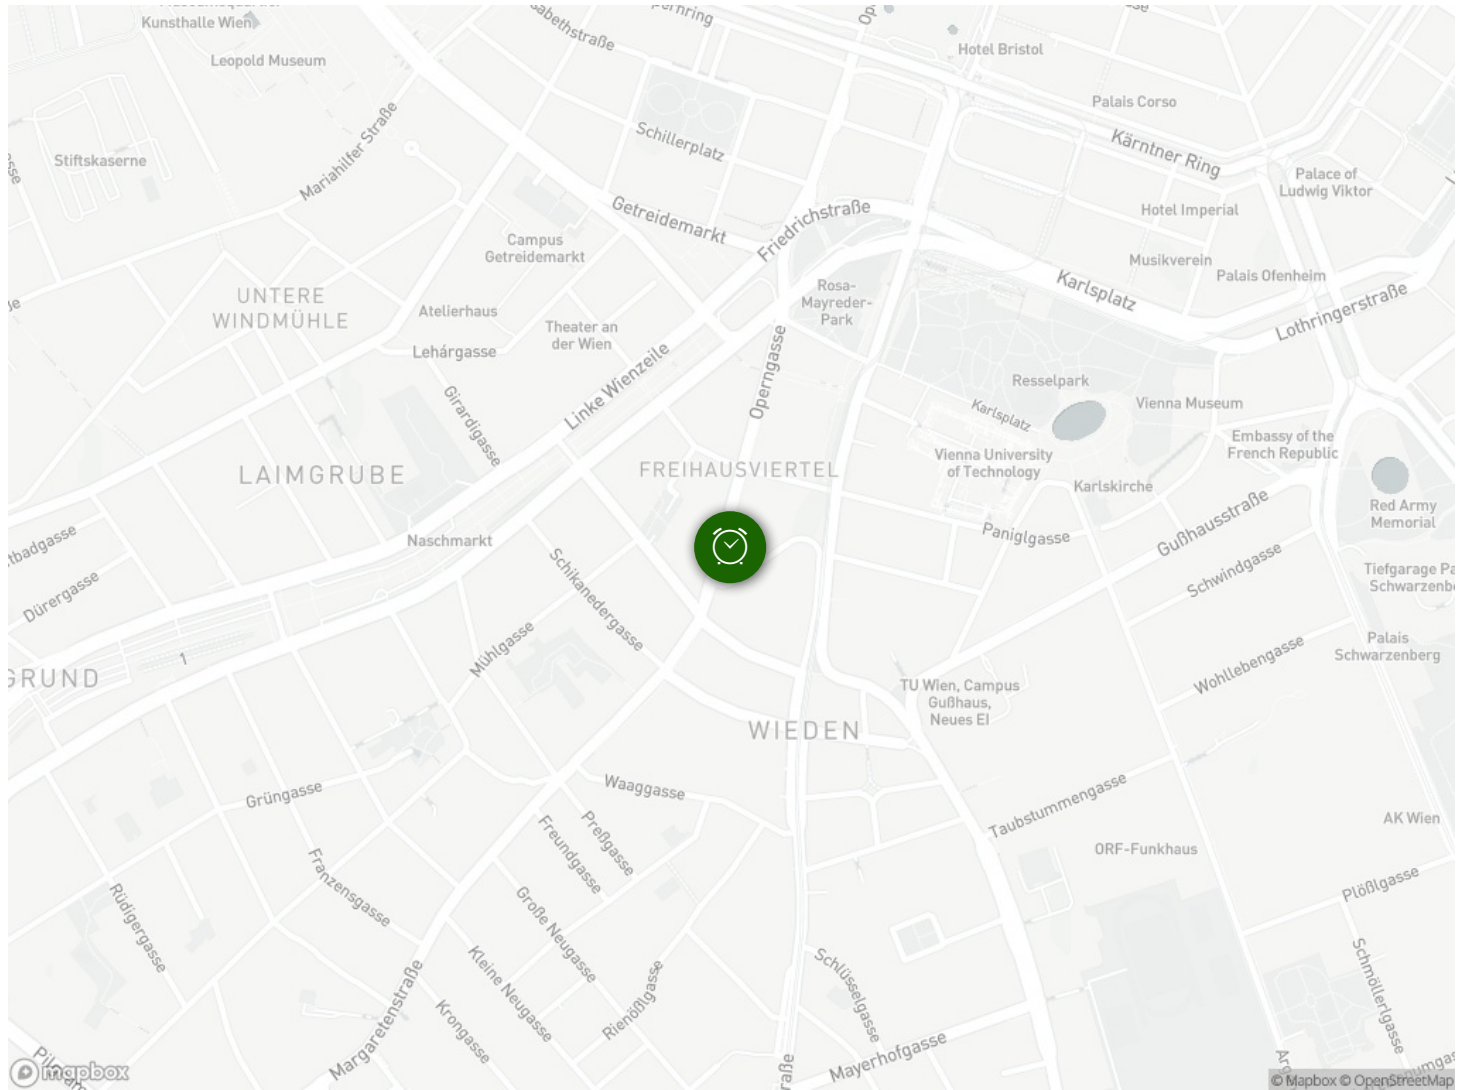 Kunsthalle Wien
Leopold Museum
Hotel Bristol
Palais Corso
Kärntner Ring
Stiftskaserne
Mariahilfer Straße
Schillerplatz
Palace of
Ludwig Viktor
Hotel Imperial
Getreidemarkt
Friedrichstraße
Campus
Getreidemarkt
Musikverein
Palais Ofenheim
Karlsplatz
Lothringerstraße
UNTERE
WINDMÜHLE
Atelierhaus
Rosa-
Mayreder-
Park
Theater an
der Wien
Lehárgasse
Linke Wienzeile
Operngasse
Resselpark
Girardigasse
Karlsplatz
Vienna Museum
Embassy of the
French Republic
LAIMGRUBE
FREIHAUSVIERTEL
Vienna University
of Technology
Karlskirche
Red Army
Memorial
Naschmarkt
Paniglgasse
Gußhausstraße
Dürergasse
Schikanedergasse
Schwindgasse
Mühlgasse
Palais
Schwarzenberg
1
Wohllebengasse
TU Wien, Campus
Gußhaus,
Neues EI
WIEDEN
Grüngasse
Waaggasse
Taubstummengasse
Preßgasse
Freundgasse
AK Wien
ORF-Funkhaus
Franzensgasse
Rüdigergasse
Plößlgasse
Große Neugasse
Kleine Neugasse
Schlüsselgasse
Schmöllerlgasse
Margaretenstraße
Krongasse
Rienößlgasse
Mayerhofgasse
mapbox
© Mapbox © OpenStreetMap